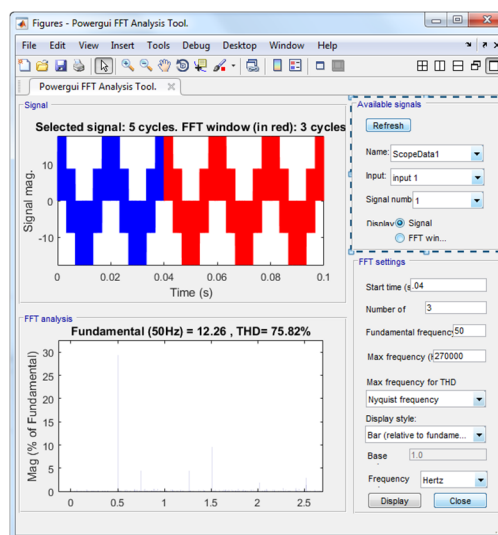 Figures - Powergui FFT Analysis Tool.
File Edit View Insert Tools Debug Desktop Window Help
Powergui FFT Analysis Tool.
Signal
Selected signal: 5 cycles. FFT window (in red): 3 cycles
Signal mag.
10
0
-10
0 0.02 0.04 0.06 0.08 0.1
Time (s)
FFT analysis
Fundamental (50Hz) = 12.26 , THD= 75.82%
Mag (% of Fundamental)
30
25
20
15
10
5
0
0 0.5 1 1.5 2 2.5
Available signals
Refresh
Name: ScopeData1
Input: input 1
Signal numb 1
Display Signal
FFT win...
FFT settings
Start time (s .04
Number of 3
Fundamental frequenc 50
Max frequency (H 270000
Max frequency for THD
Nyquist frequency
Display style:
Bar (relative to fundame...
Base 1.0
Frequency Hertz
Display Close